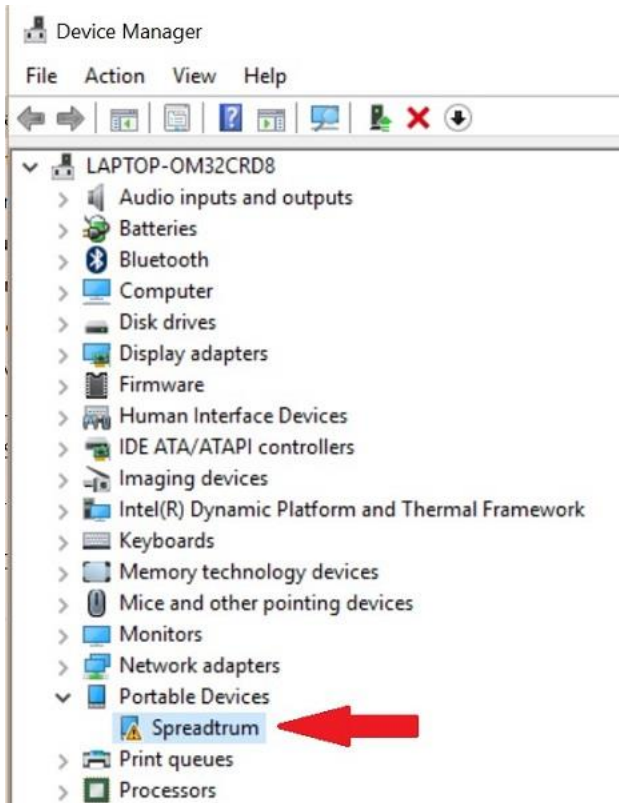 Device Manager
File Action View Help
LAPTOP-OM32CRD8
Audio inputs and outputs
Batteries
Bluetooth
Computer
Disk drives
Display adapters
Firmware
Human Interface Devices
IDE ATA/ATAPI controllers
Imaging devices
Intel(R) Dynamic Platform and Thermal Framework
Keyboards
Memory technology devices
Mice and other pointing devices
Monitors
Network adapters
Portable Devices
Spreadtrum
Print queues
Processors